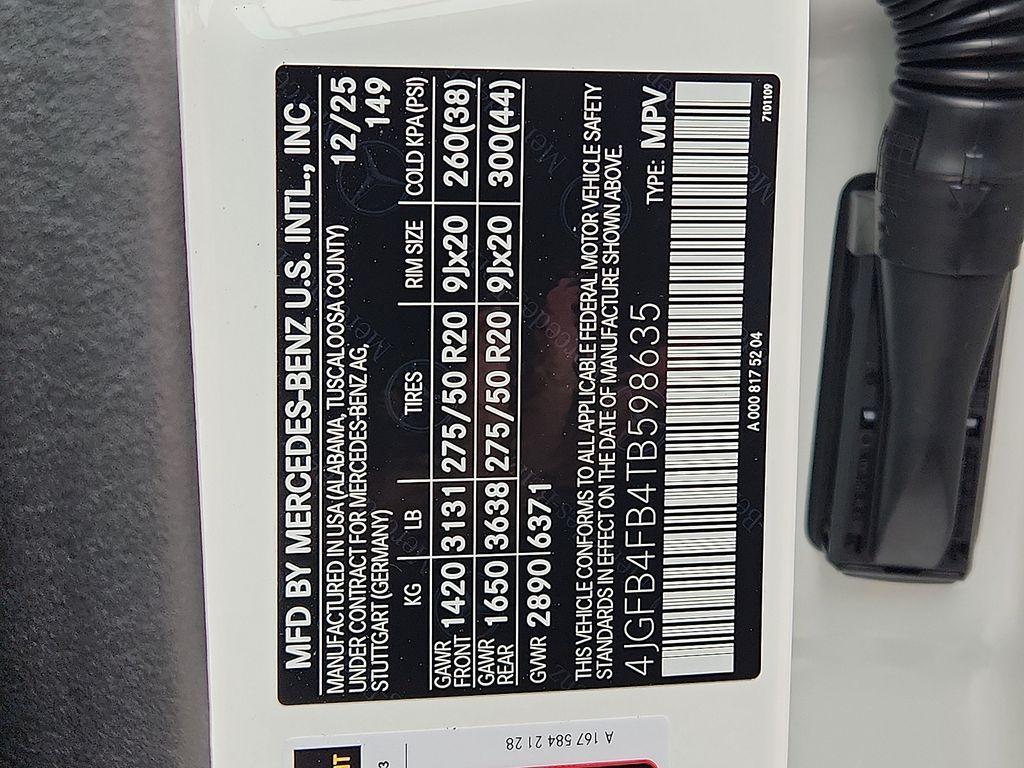 MFD BY MERCEDES-BENZ U.S. INTL., INC
MANUFACTURED IN USA (ALABAMA, TUSCALOOSA COUNTY) 12/25
UNDER CONTRACT FOR MERCEDES-BENZ AG, 149
STUTTGART (GERMANY)
KG LB TIRES RIM SIZE COLD KPA(PSI)
GAWR FRONT 1420 3131 275/50 R20 9Jx20 260(38)
GAWR REAR 1650 3638 275/50 R20 9Jx20 300(44)
GVWR 2890 6371
THIS VEHICLE CONFORMS TO ALL APPLICABLE FEDERAL MOTOR VEHICLE SAFETY
STANDARDS IN EFFECT ON THE DATE OF MANUFACTURE SHOWN ABOVE.
4JGFB4FB4TB598635 TYPE: MPV
A 000 817 52 04
7101109
A 167 584 21 28